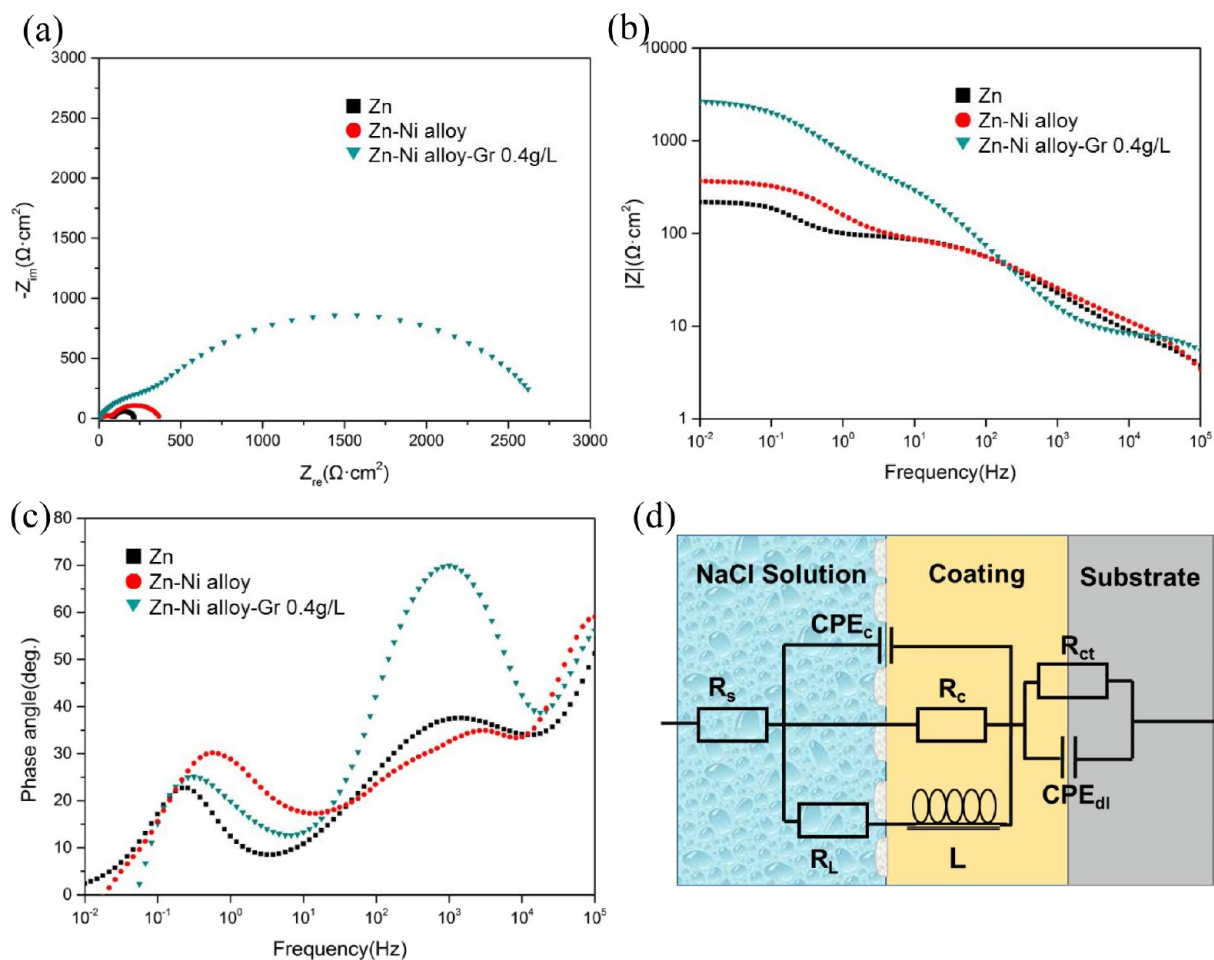 (a)
3000
2500
2000
1500
1000
500
0
-Z_im(Ω·cm²)
Zn
Zn-Ni alloy
Zn-Ni alloy-Gr 0.4g/L
0 500 1000 1500 2000 2500 3000
Z_re(Ω·cm²)
(b)
10000
1000
100
10
1
|Z|(Ω·cm²)
Zn
Zn-Ni alloy
Zn-Ni alloy-Gr 0.4g/L
10⁻² 10⁻¹ 10⁰ 10¹ 10² 10³ 10⁴ 10⁵
Frequency(Hz)
(c)
80
70
60
50
40
30
20
10
0
Phase angle(deg.)
Zn
Zn-Ni alloy
Zn-Ni alloy-Gr 0.4g/L
10⁻² 10⁻¹ 10⁰ 10¹ 10² 10³ 10⁴ 10⁵
Frequency(Hz)
(d)
NaCl Solution Coating Substrate
CPE_c
R_ct
R_s
R_c
CPE_dl
R_L
L